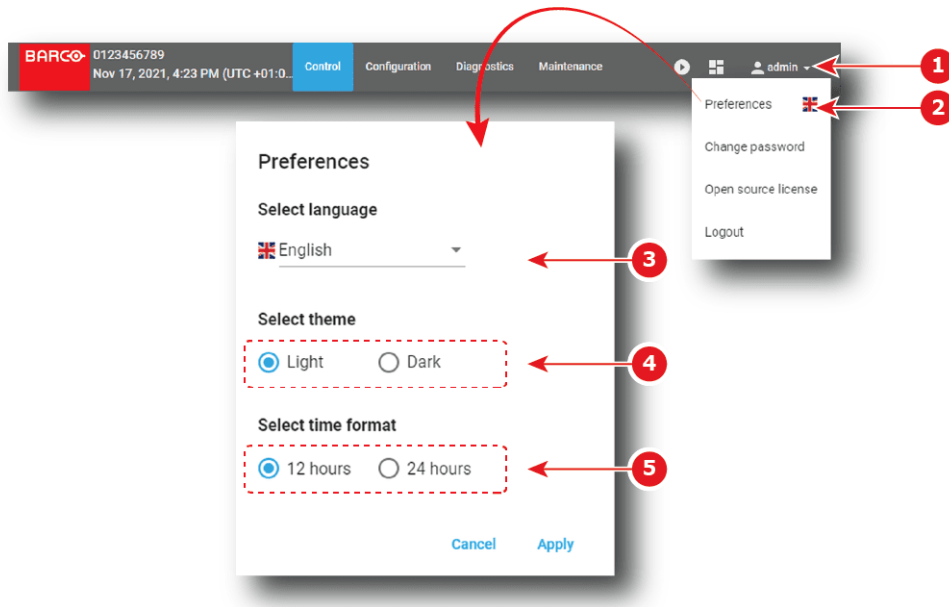 BARCO
0123456789
Nov 17, 2021, 4:23 PM (UTC +01:0...
Control
Configuration
Diagnostics
Maintenance
admin
1
Preferences
2
Change password
Open source license
Logout
Preferences
Select language
English
3
Select theme
Light
Dark
4
Select time format
12 hours
24 hours
5
Cancel
Apply